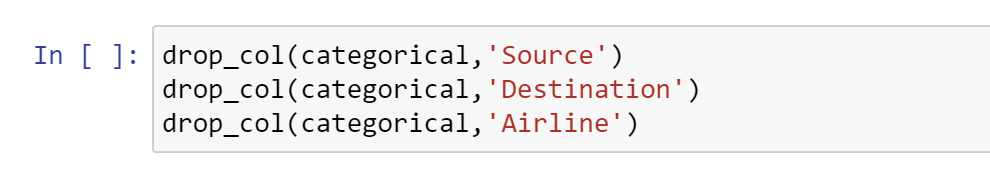 In [ ]: drop_col(categorical,'Source')
drop_col(categorical,'Destination')
drop_col(categorical,'Airline')